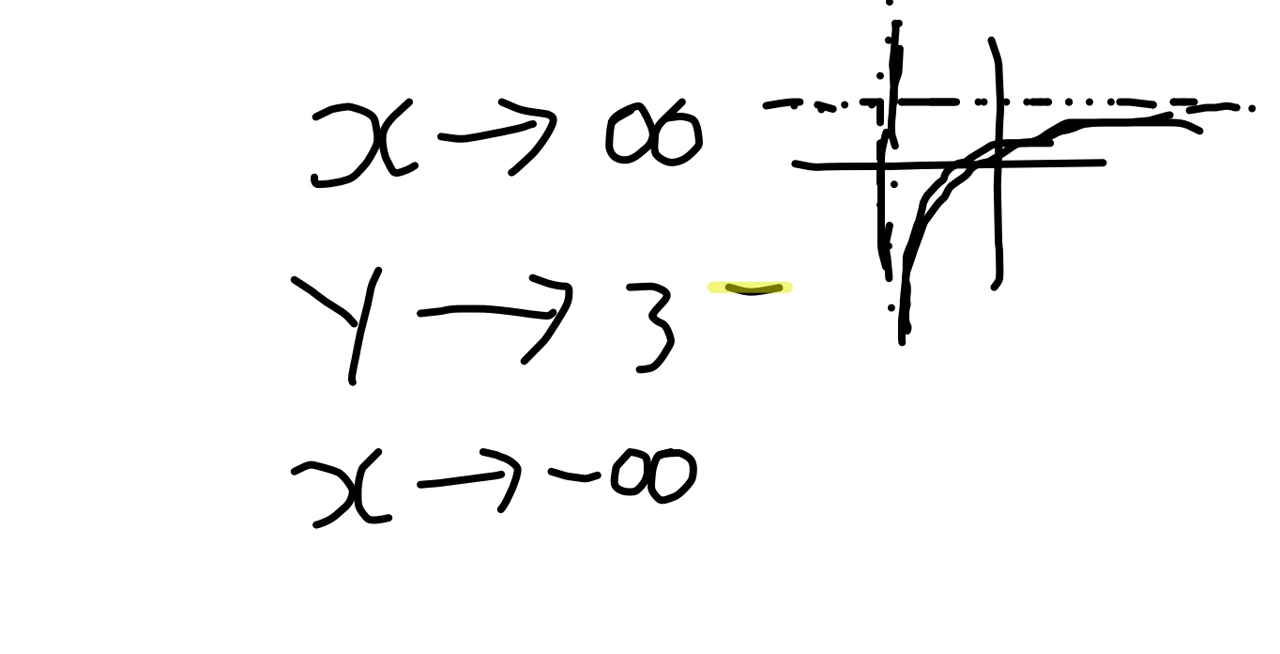 x → ∞
y → 3 −
x → -∞